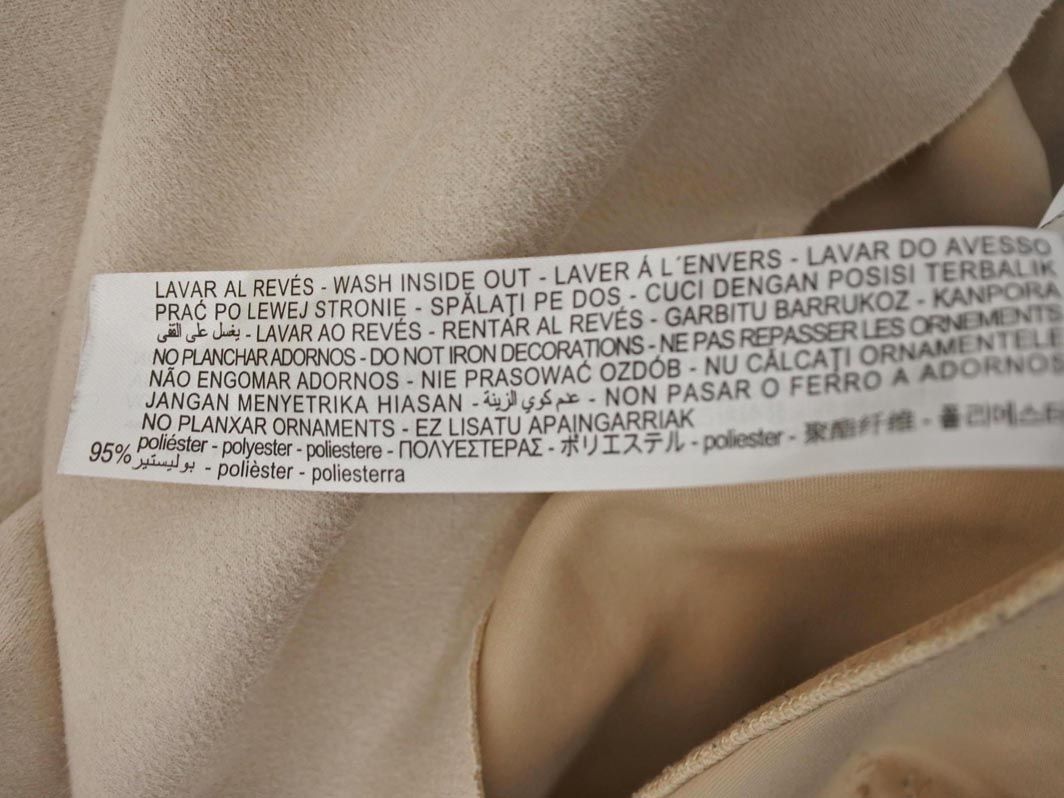 LAVAR AL REVÉS - WASH INSIDE OUT - LAVER Á L´ENVERS - LAVAR DO AVESSO
PRAĆ PO LEWEJ STRONIE - SPĂLAŢI PE DOS - CUCI DENGAN POSISI TERBALIK
يغسل على القفى - LAVAR AO REVÉS - RENTAR AL REVÉS - GARBITU BARRUKOZ - KANPORA
NO PLANCHAR ADORNOS - DO NOT IRON DECORATIONS - NE PAS REPASSER LES ORNEMENTS
NÃO ENGOMAR ADORNOS - NIE PRASOWAĆ OZDÓB - NU CĂLCAŢI ORNAMENTELE
JANGAN MENYETRIKA HIASAN - عدم كوي الزينة - NON PASAR O FERRO A ADORNOS
NO PLANXAR ORNAMENTS - EZ LISATU APAINGARRIAK
95% poliéster - polyester - poliestere - ΠΟΛΥΕΣΤΕΡΑΣ - ポリエステル - poliester - 聚酯纤维 - 폴리에스터
بوليستير - polièster - poliesterra